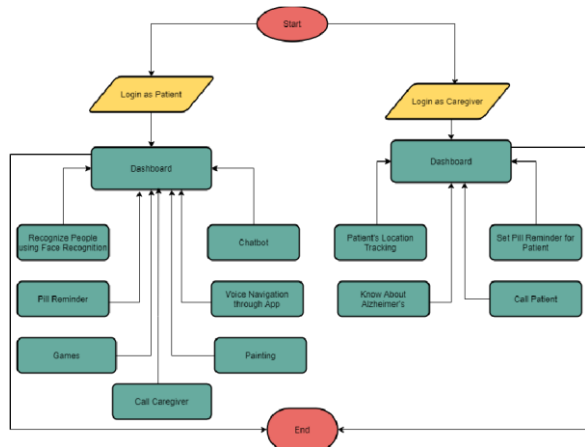 Start
Login as Patient
Login as Caregiver
Dashboard
Dashboard
Recognize People
using Face Recognition
Chatbot
Patient's Location
Tracking
Set Pill Reminder for
Patient
Pill Reminder
Voice Navigation
through App
Know About
Alzheimer's
Call Patient
Games
Painting
Call Caregiver
End